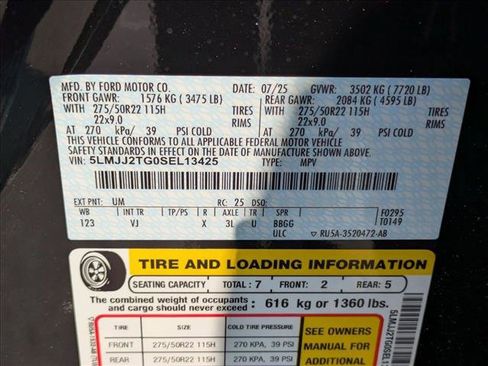 MFD. BY FORD MOTOR CO. 07/25 GVWR: 3502 KG ( 7720 LB)
FRONT GAWR: 1576 KG ( 3475 LB) REAR GAWR: 2084 KG ( 4595 LB)
WITH 275/50R22 115H TIRES WITH 275/50R22 115H TIRES
22x9.0 RIMS 22x9.0 RIMS
AT 270 kPa/ 39 PSI COLD AT 270 kPa/ 39 PSI COLD
THIS VEHICLE CONFORMS TO ALL APPLICABLE FEDERAL MOTOR VEHICLE
SAFETY STANDARDS IN EFFECT ON THE DATE OF MANUFACTURE SHOWN ABOVE.
VIN: 5LMJJ2TG0SEL13425 TYPE: MPV
EXT PNT: UM RC: 25 DSO:
WB INT TR TP/PS R AXLE TR SPR F0295
123 VJ X 3L U BBGG T0149
ULC RU5A-3520472-AB
TIRE AND LOADING INFORMATION
SEATING CAPACITY TOTAL: 7 FRONT: 2 REAR: 5
The combined weight of occupants and cargo should never exceed: 616 kg or 1360 lbs.
TIRE SIZE COLD TIRE PRESSURE
FRONT 275/50R22 115H 270 KPA, 39 PSI
REAR 275/50R22 115H 270 KPA, 39 PSI
SEE OWNERS
MANUAL FOR
ADDITIONAL
5LMJJ2TG0SEL1